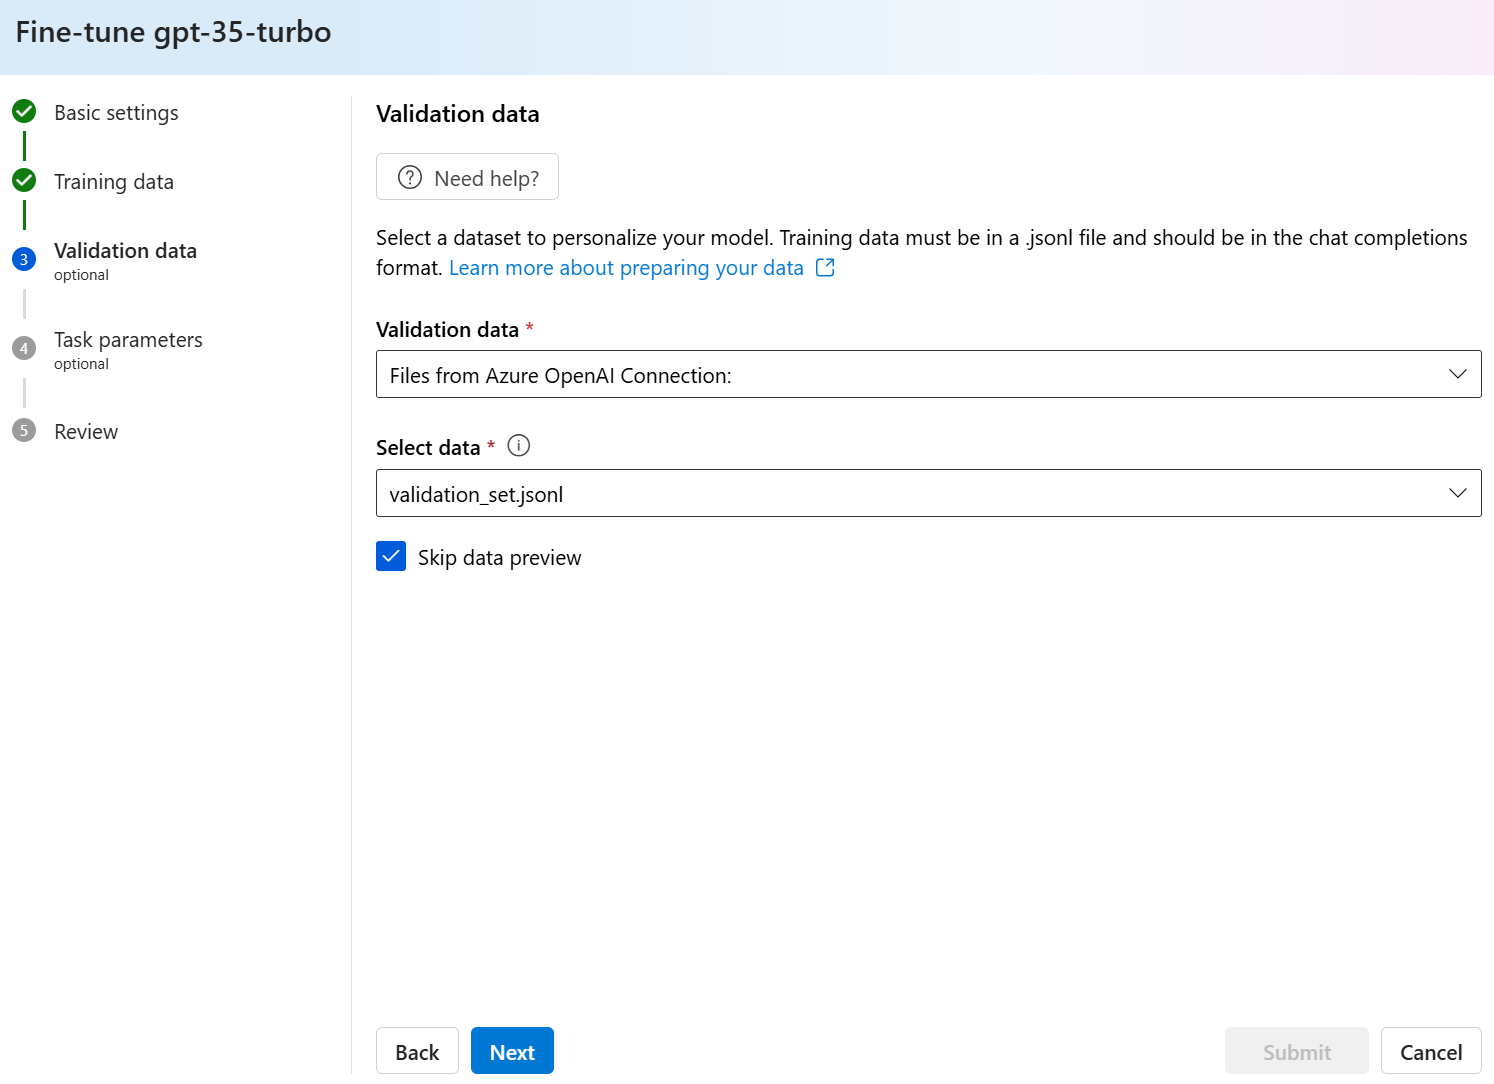 Fine-tune gpt-35-turbo
Basic settings
Training data
3
Validation data
optional
4
Task parameters
optional
5
Review
Validation data
? Need help?
Select a dataset to personalize your model. Training data must be in a .jsonl file and should be in the chat completions
format. Learn more about preparing your data
Validation data *
Files from Azure OpenAI Connection:
Select data * i
validation_set.jsonl
Skip data preview
Back
Next
Submit
Cancel